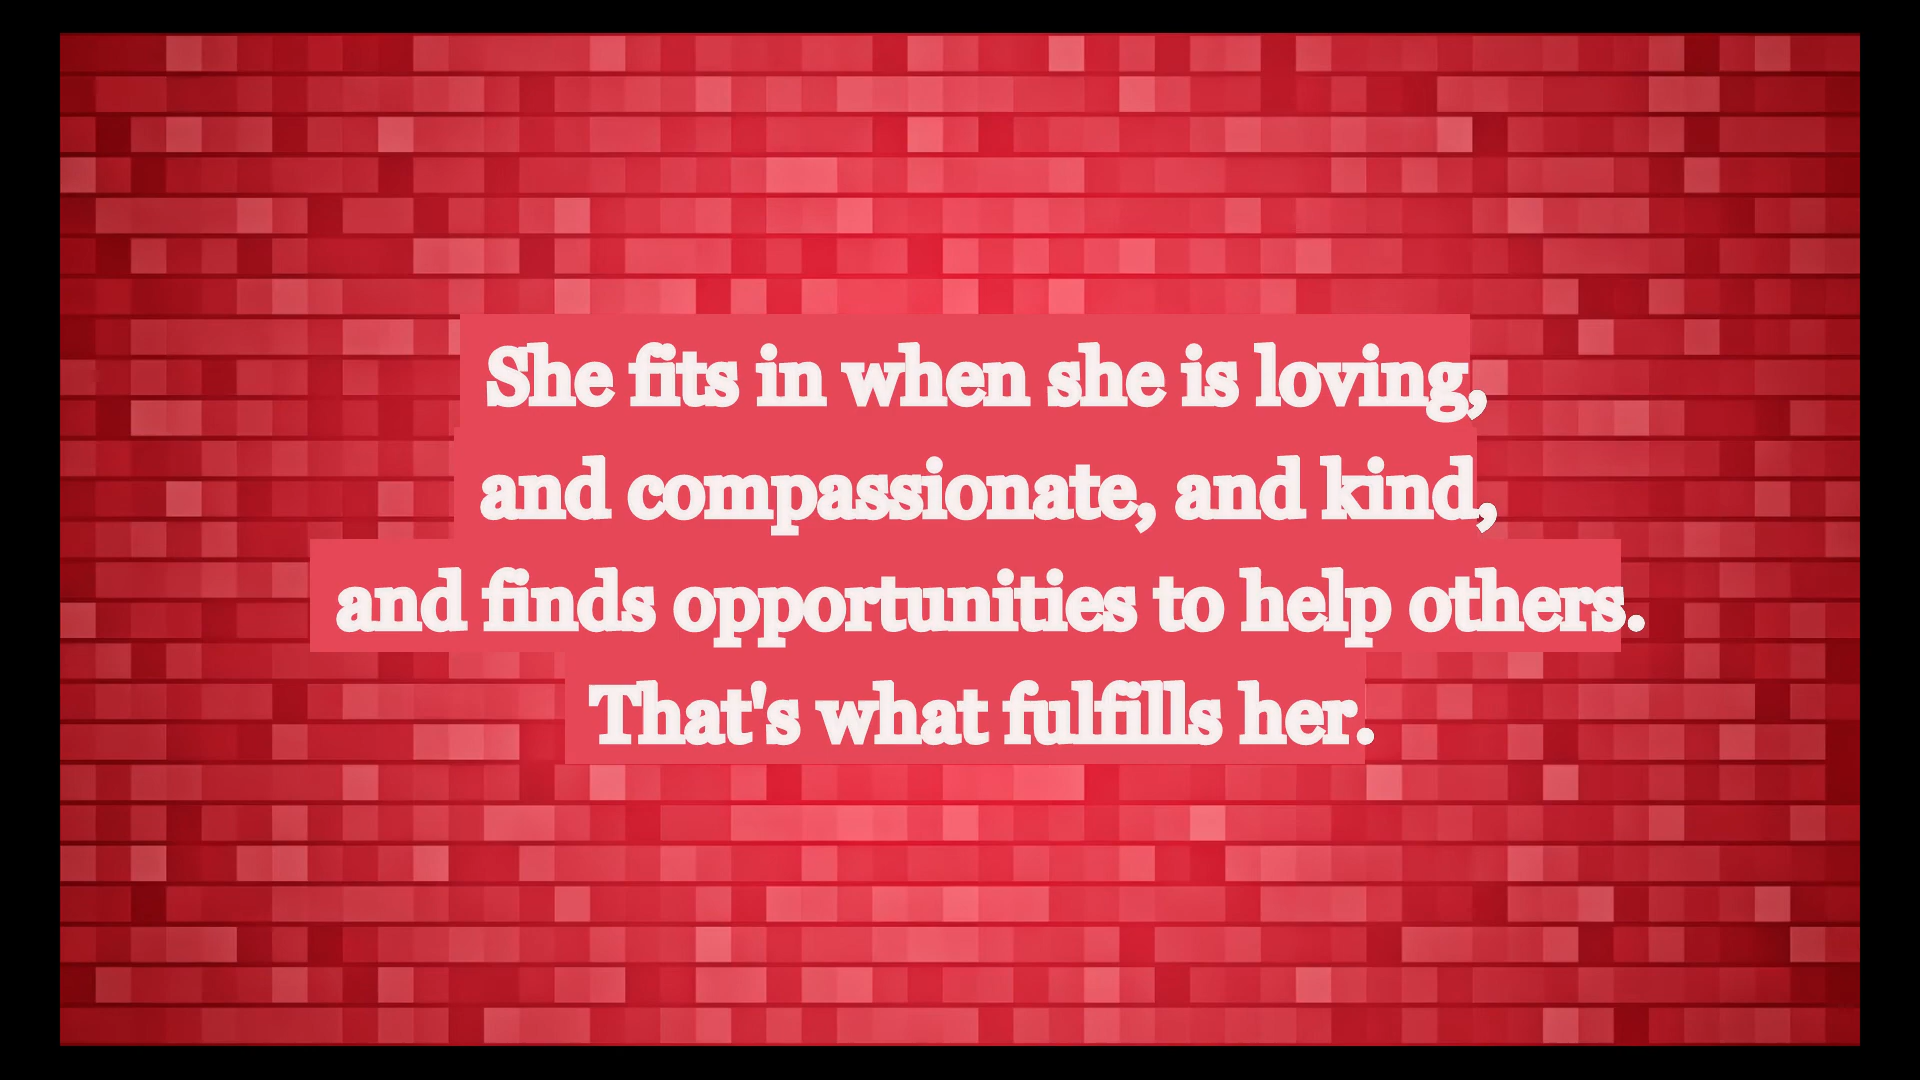 She fits in when she is loving,
and compassionate, and kind,
and finds opportunities to help others.
That's what fulfills her.